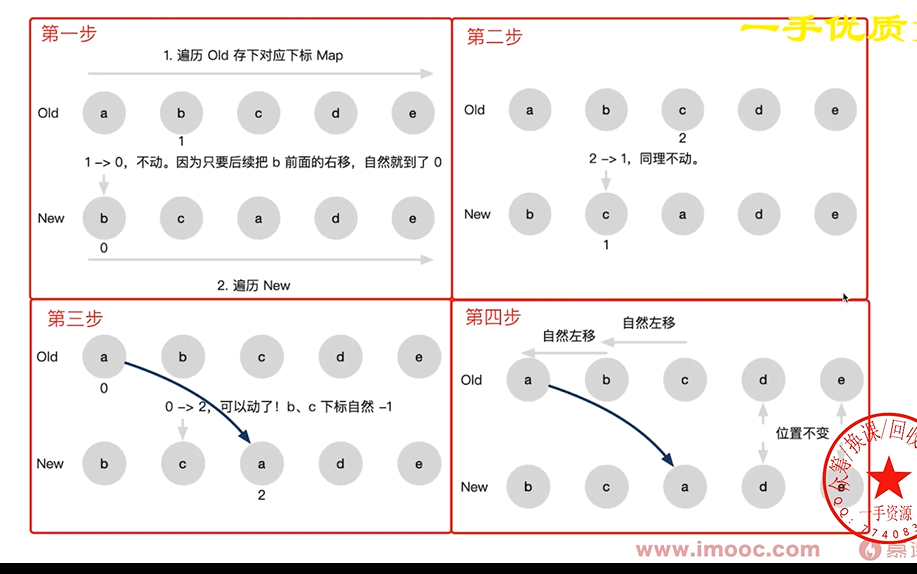 第一步
1. 遍历 Old 存下对应下标 Map
Old a b c d e
1
1 -> 0，不动。因为只要后续把 b 前面的右移，自然就到了 0
New b c a d e
0
2. 遍历 New
第二步
一手优质
Old a b c d e
2
2 -> 1，同理不动。
New b c a d e
1
第三步
Old a b c d e
0
0 -> 2，可以动了！b、c 下标自然 -1
New b c a d e
2
第四步
自然左移 自然左移
Old a b c d e
位置不变
New b c a d e
众筹/换课/回收
一手资源
QQ:774083
www.imooc.com
慕课